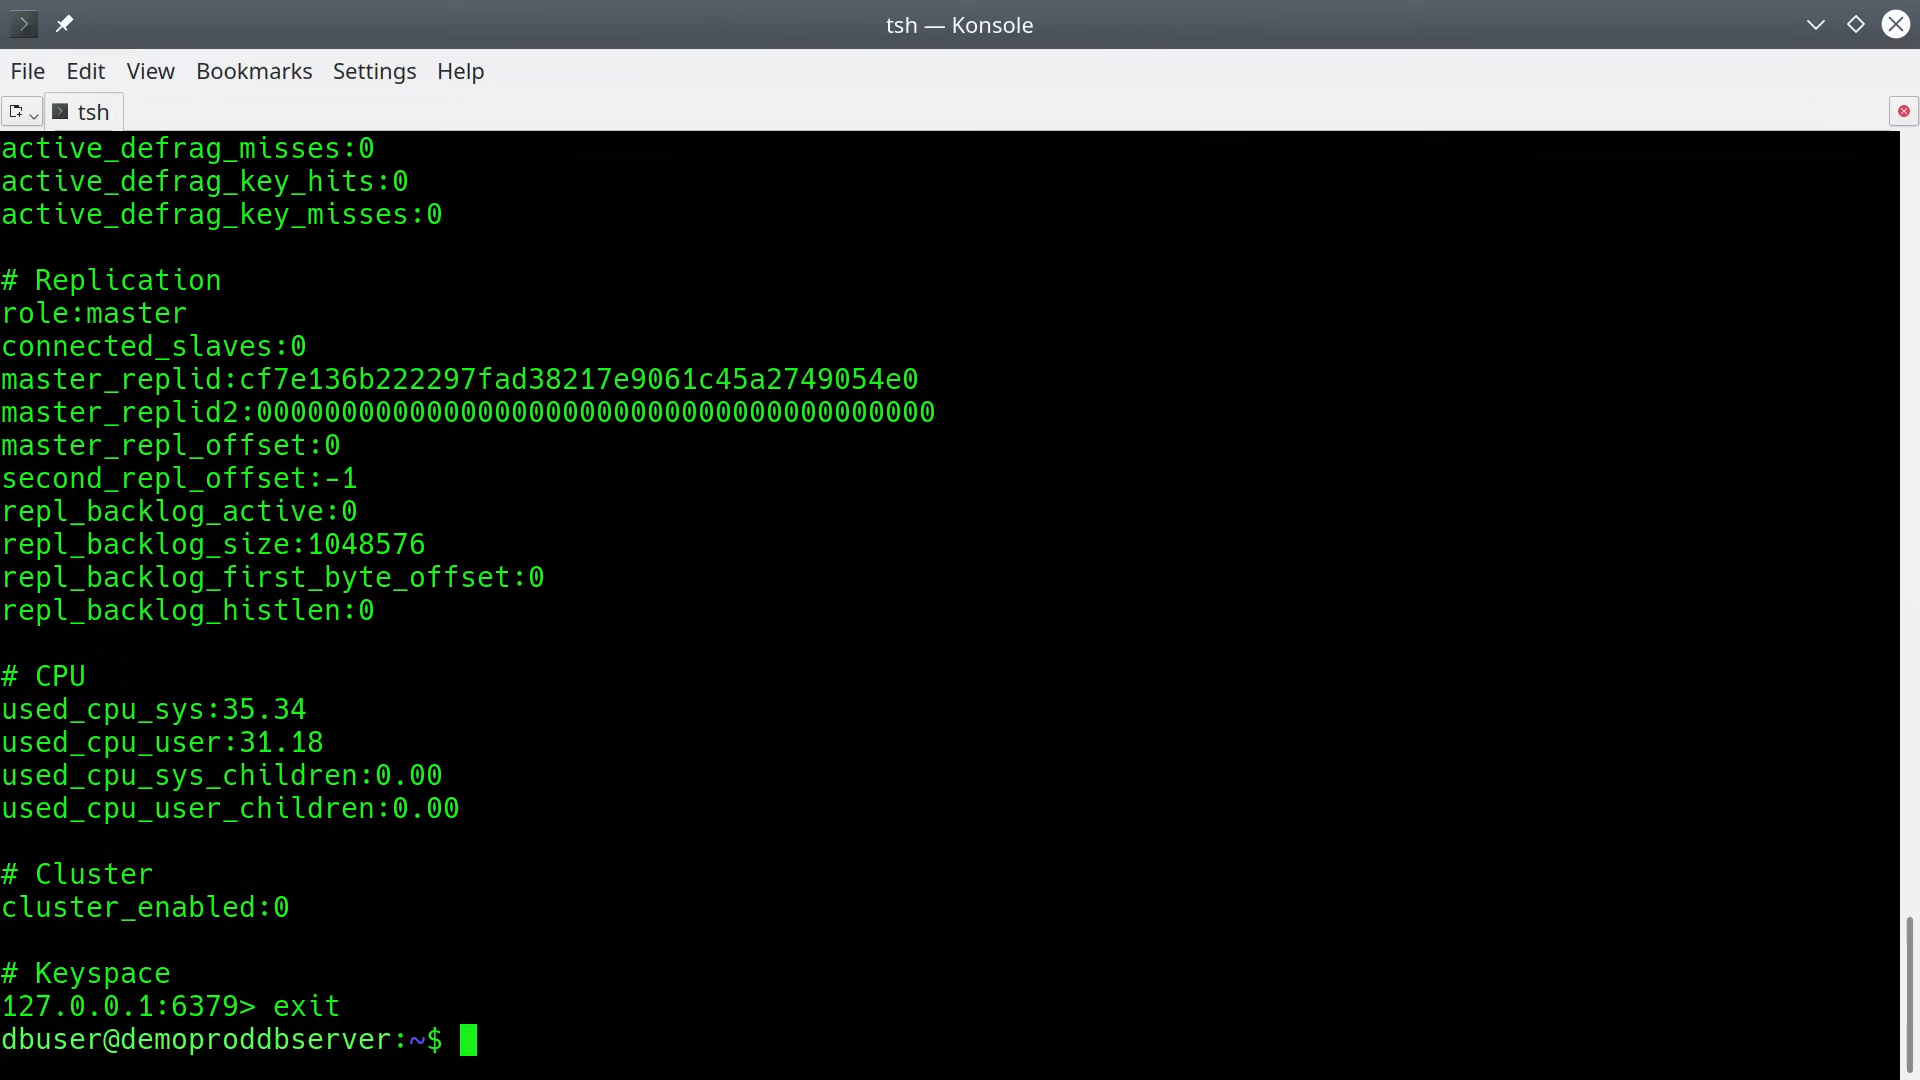 tsh — Konsole
File Edit View Bookmarks Settings Help
tsh
active_defrag_misses:0
active_defrag_key_hits:0
active_defrag_key_misses:0
# Replication
role:master
connected_slaves:0
master_replid:cf7e136b222297fad38217e9061c45a2749054e0
master_replid2:0000000000000000000000000000000000000000
master_repl_offset:0
second_repl_offset:-1
repl_backlog_active:0
repl_backlog_size:1048576
repl_backlog_first_byte_offset:0
repl_backlog_histlen:0
# CPU
used_cpu_sys:35.34
used_cpu_user:31.18
used_cpu_sys_children:0.00
used_cpu_user_children:0.00
# Cluster
cluster_enabled:0
# Keyspace
127.0.0.1:6379> exit
dbuser@demoproddbserver:~$